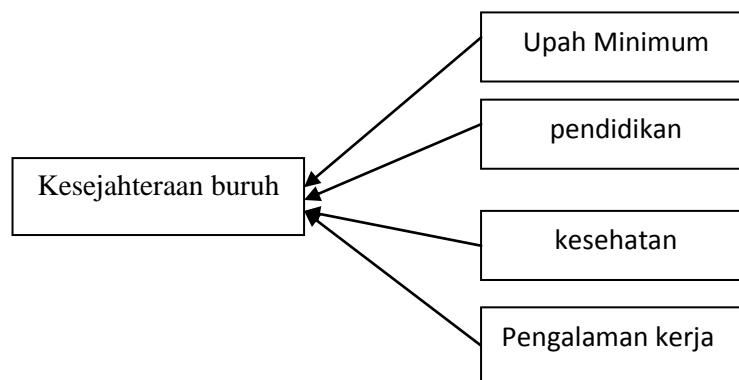 Upah Minimum
pendidikan
Kesejahteraan buruh
kesehatan
Pengalaman kerja